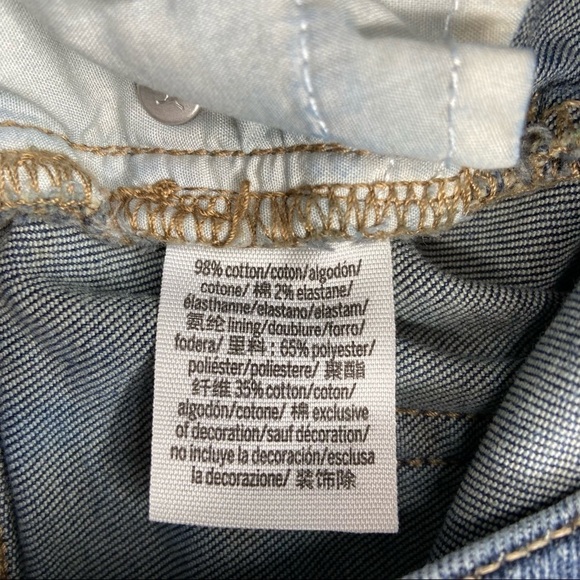 98% cotton/coton/algodón/
cotone/ 棉 2% elastane/
élasthanne/elastano/elastam/
氨纶 lining/doublure/forro/
fodera/ 里料 : 65% polyester/
poliéster/poliestere/ 聚酯
纤维 35% cotton/coton/
algodón/cotone/ 棉 exclusive
of decoration/sauf décoration/
no incluye la decoración/esclusa
la decorazione/ 装饰除